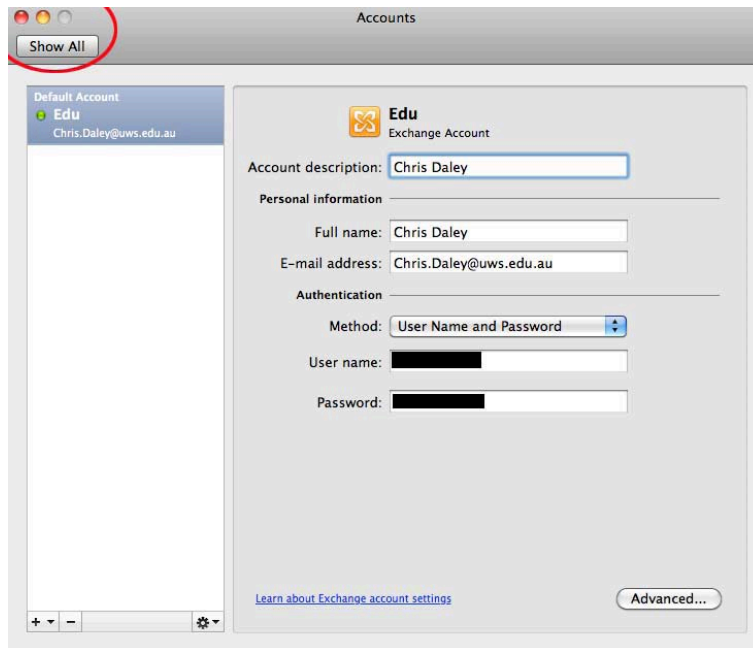 Accounts
Show All
Default Account
Edu
Chris.Daley@uws.edu.au
Edu
Exchange Account
Account description: Chris Daley
Personal information
Full name: Chris Daley
E-mail address: Chris.Daley@uws.edu.au
Authentication
Method: User Name and Password
User name:
Password:
Learn about Exchange account settings
Advanced...